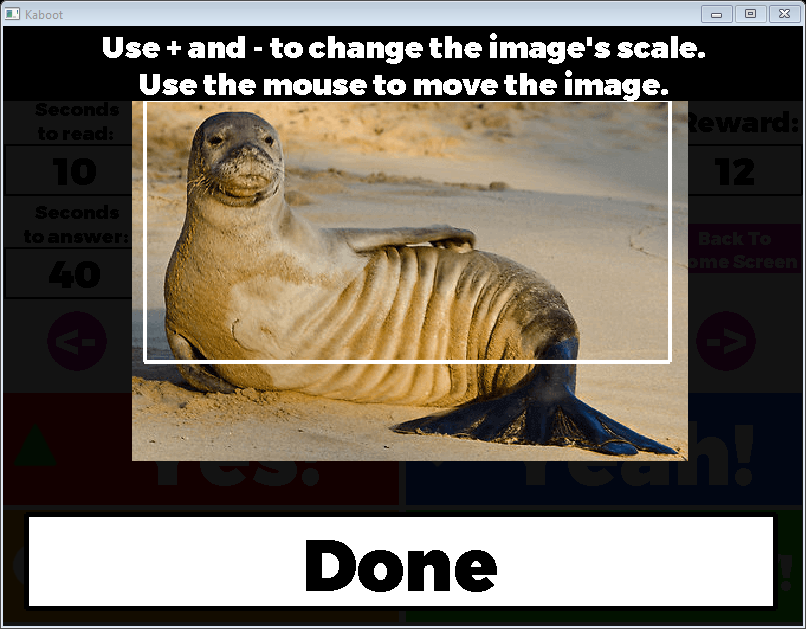 Kaboot
Use + and - to change the image's scale.
Use the mouse to move the image.
Seconds
to read:
10
Reward:
12
Seconds
to answer:
40
Back To
ome Screen
<-
->
Yes!
Yeah!
!
Done